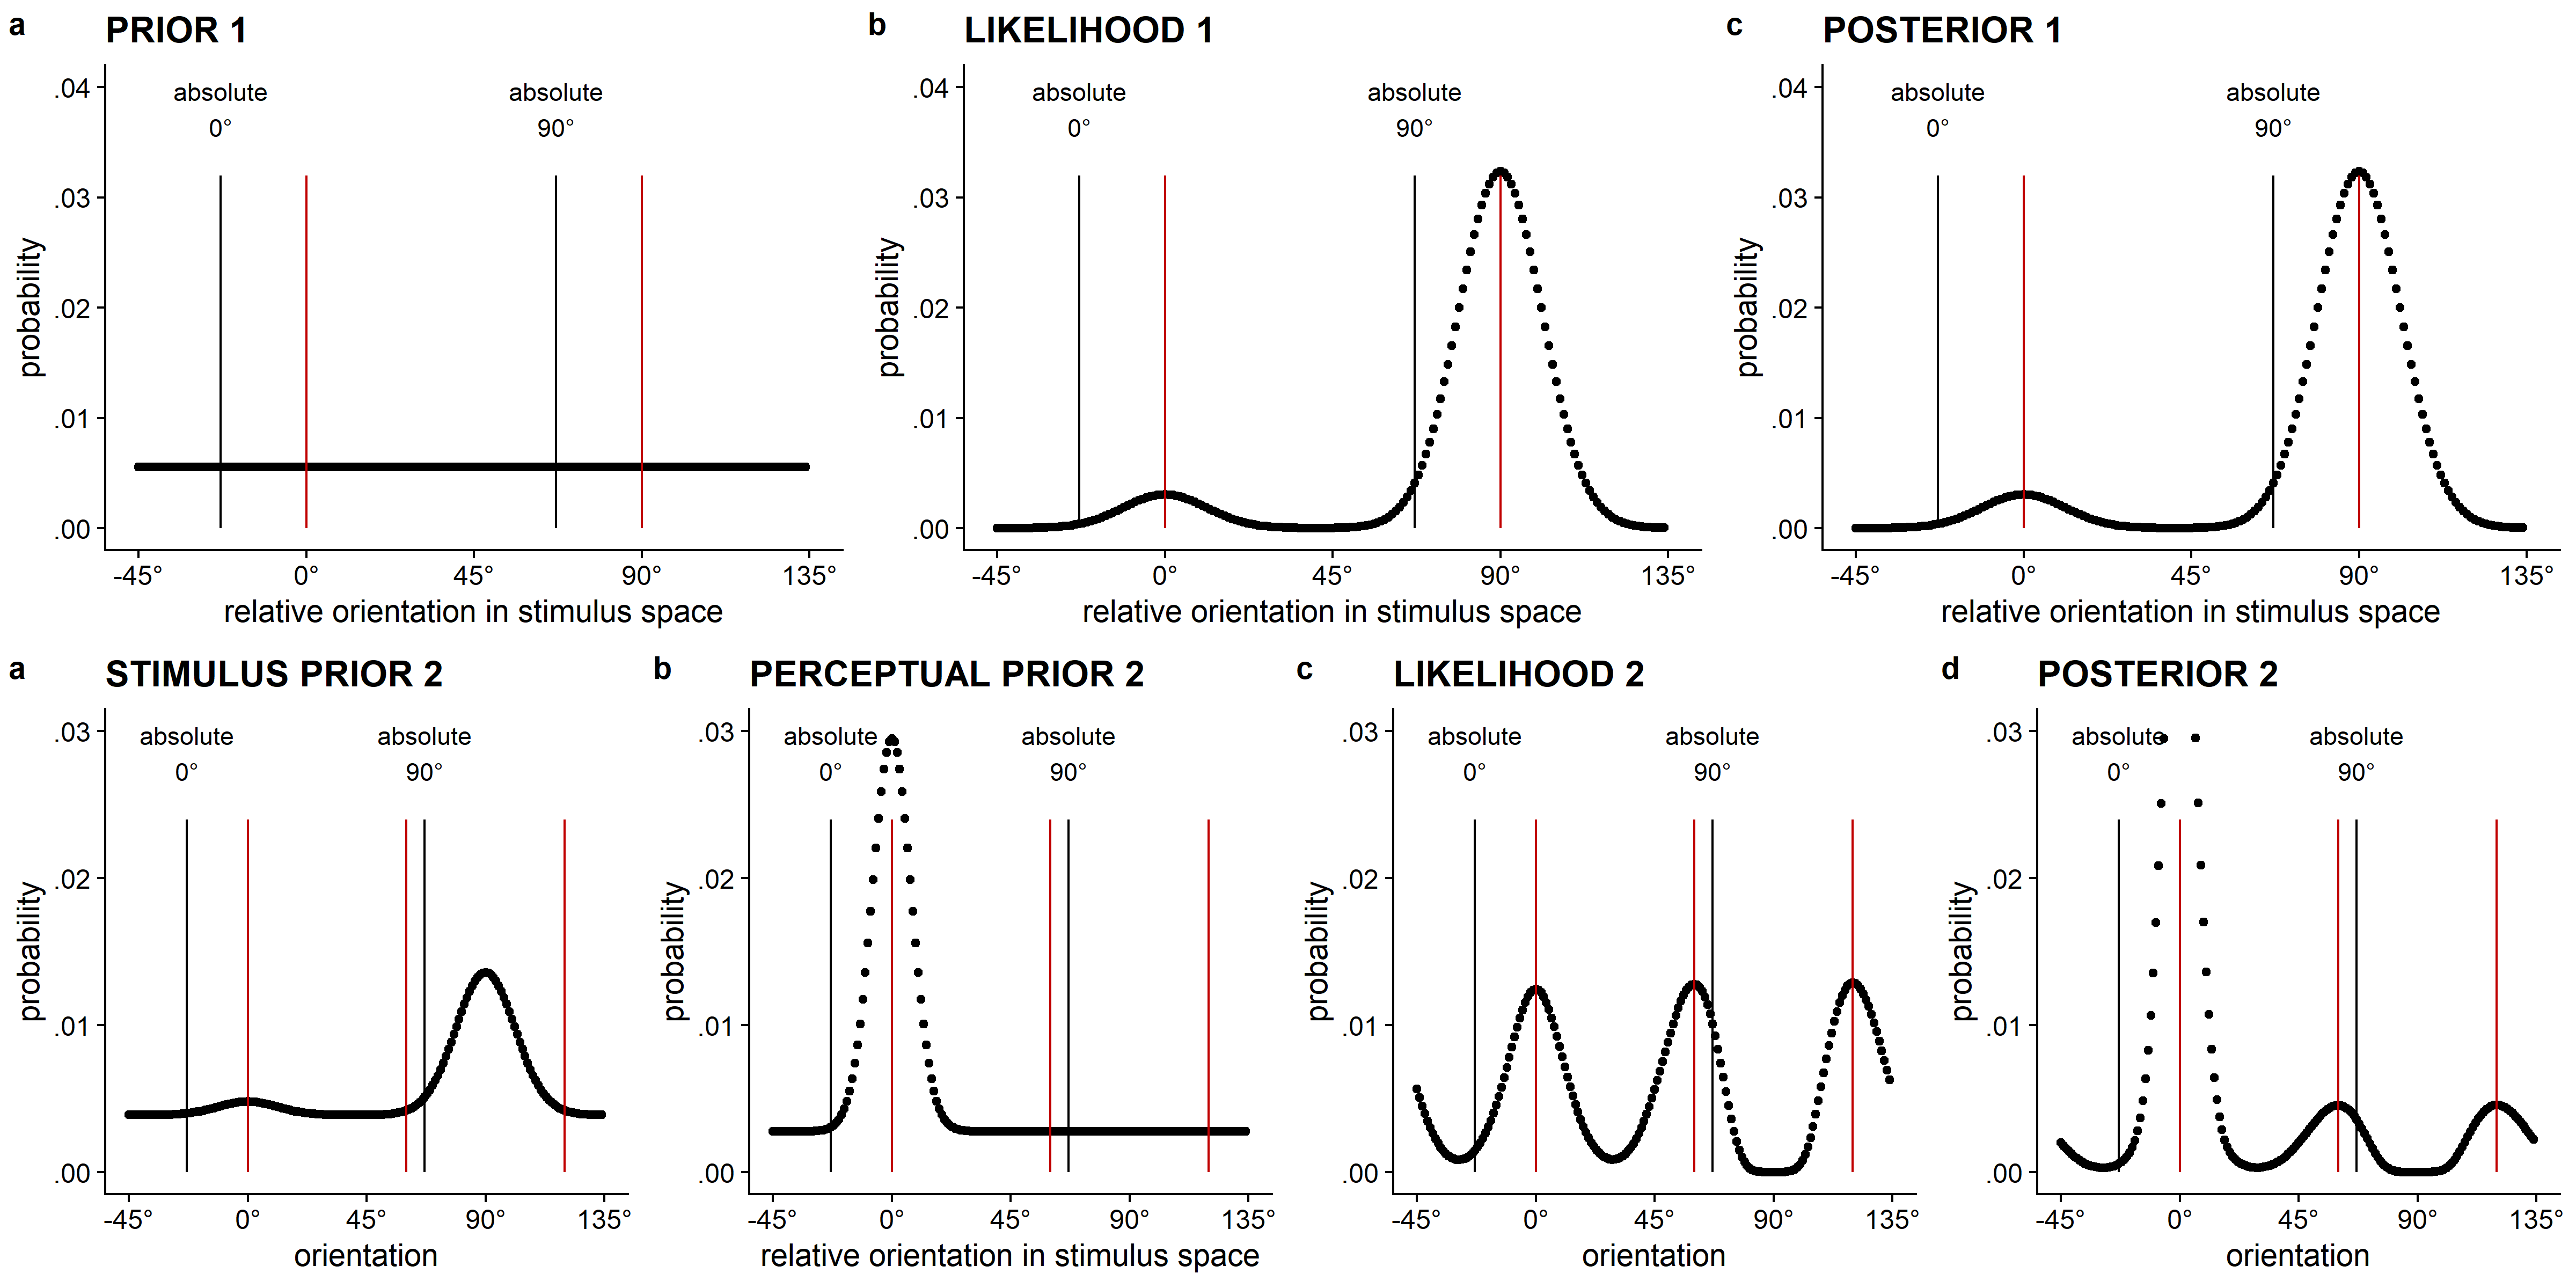 a PRIOR 1
.04
.03
.02
.01
.00
probability
absolute
0°
absolute
90°
-45° 0° 45° 90° 135°
relative orientation in stimulus space
b LIKELIHOOD 1
.04
.03
.02
.01
.00
probability
absolute
0°
absolute
90°
-45° 0° 45° 90° 135°
relative orientation in stimulus space
c POSTERIOR 1
.04
.03
.02
.01
.00
probability
absolute
0°
absolute
90°
-45° 0° 45° 90° 135°
relative orientation in stimulus space
a STIMULUS PRIOR 2
.03
.02
.01
.00
probability
absolute
0°
absolute
90°
-45° 0° 45° 90° 135°
orientation
b PERCEPTUAL PRIOR 2
.03
.02
.01
.00
probability
absolute
0°
absolute
90°
-45° 0° 45° 90° 135°
relative orientation in stimulus space
c LIKELIHOOD 2
.03
.02
.01
.00
probability
absolute
0°
absolute
90°
-45° 0° 45° 90° 135°
orientation
d POSTERIOR 2
.03
.02
.01
.00
probability
absolute
0°
absolute
90°
-45° 0° 45° 90° 135°
orientation